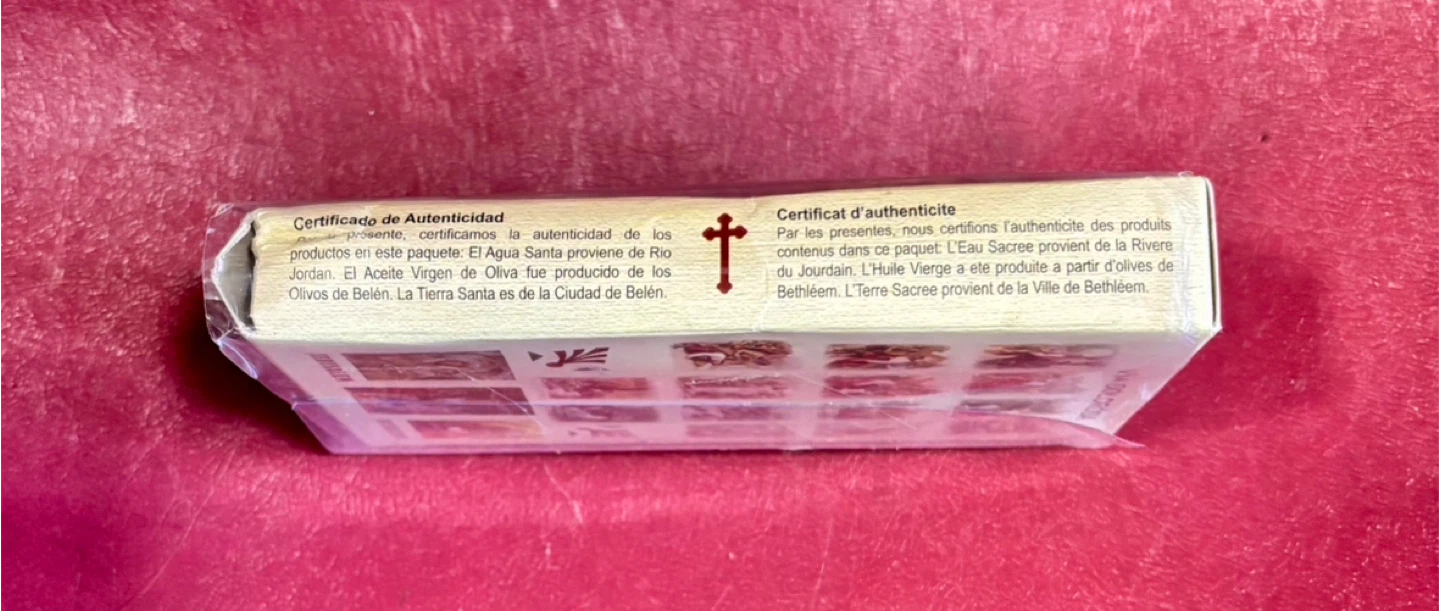 Certificado de Autenticidad
presente, certificamos la autenticidad de los
productos en este paquete: El Agua Santa proviene de Rio
Jordan. El Aceite Virgen de Oliva fue producido de los
Olivos de Belén. La Tierra Santa es de la Ciudad de Belén.
Certificat d'authenticite
Par les presentes, nous certifions l'authenticite des produits
contenus dans ce paquet: L'Eau Sacree provient de la Rivere
du Jourdain. L'Huile Vierge a ete produite a partir d'olives de
Bethléem. L'Terre Sacree provient de la Ville de Bethléem.